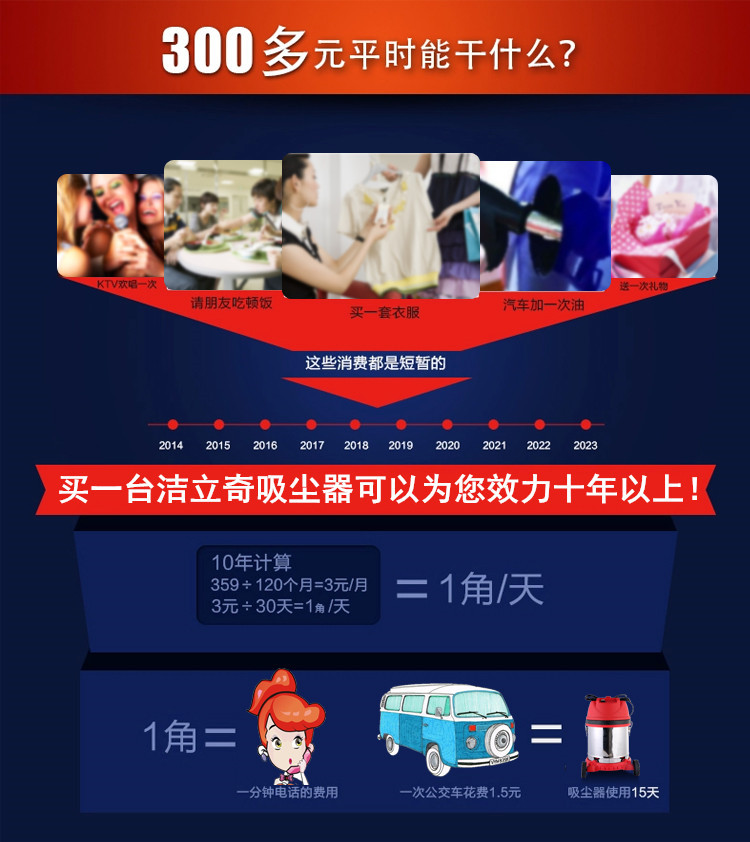 300多元平时能干什么?
KTV欢唱一次
请朋友吃顿饭
买一套衣服
汽车加一次油
送一次礼物
这些消费都是短暂的
2014 2015 2016 2017 2018 2019 2020 2021 2022 2023
买一台洁立奇吸尘器可以为您效力十年以上!
10年计算
359÷120个月=3元/月
3元÷30天=1角/天
=1角/天
1角=
=
一分钟电话的费用
一次公交车花费1.5元
吸尘器使用15天